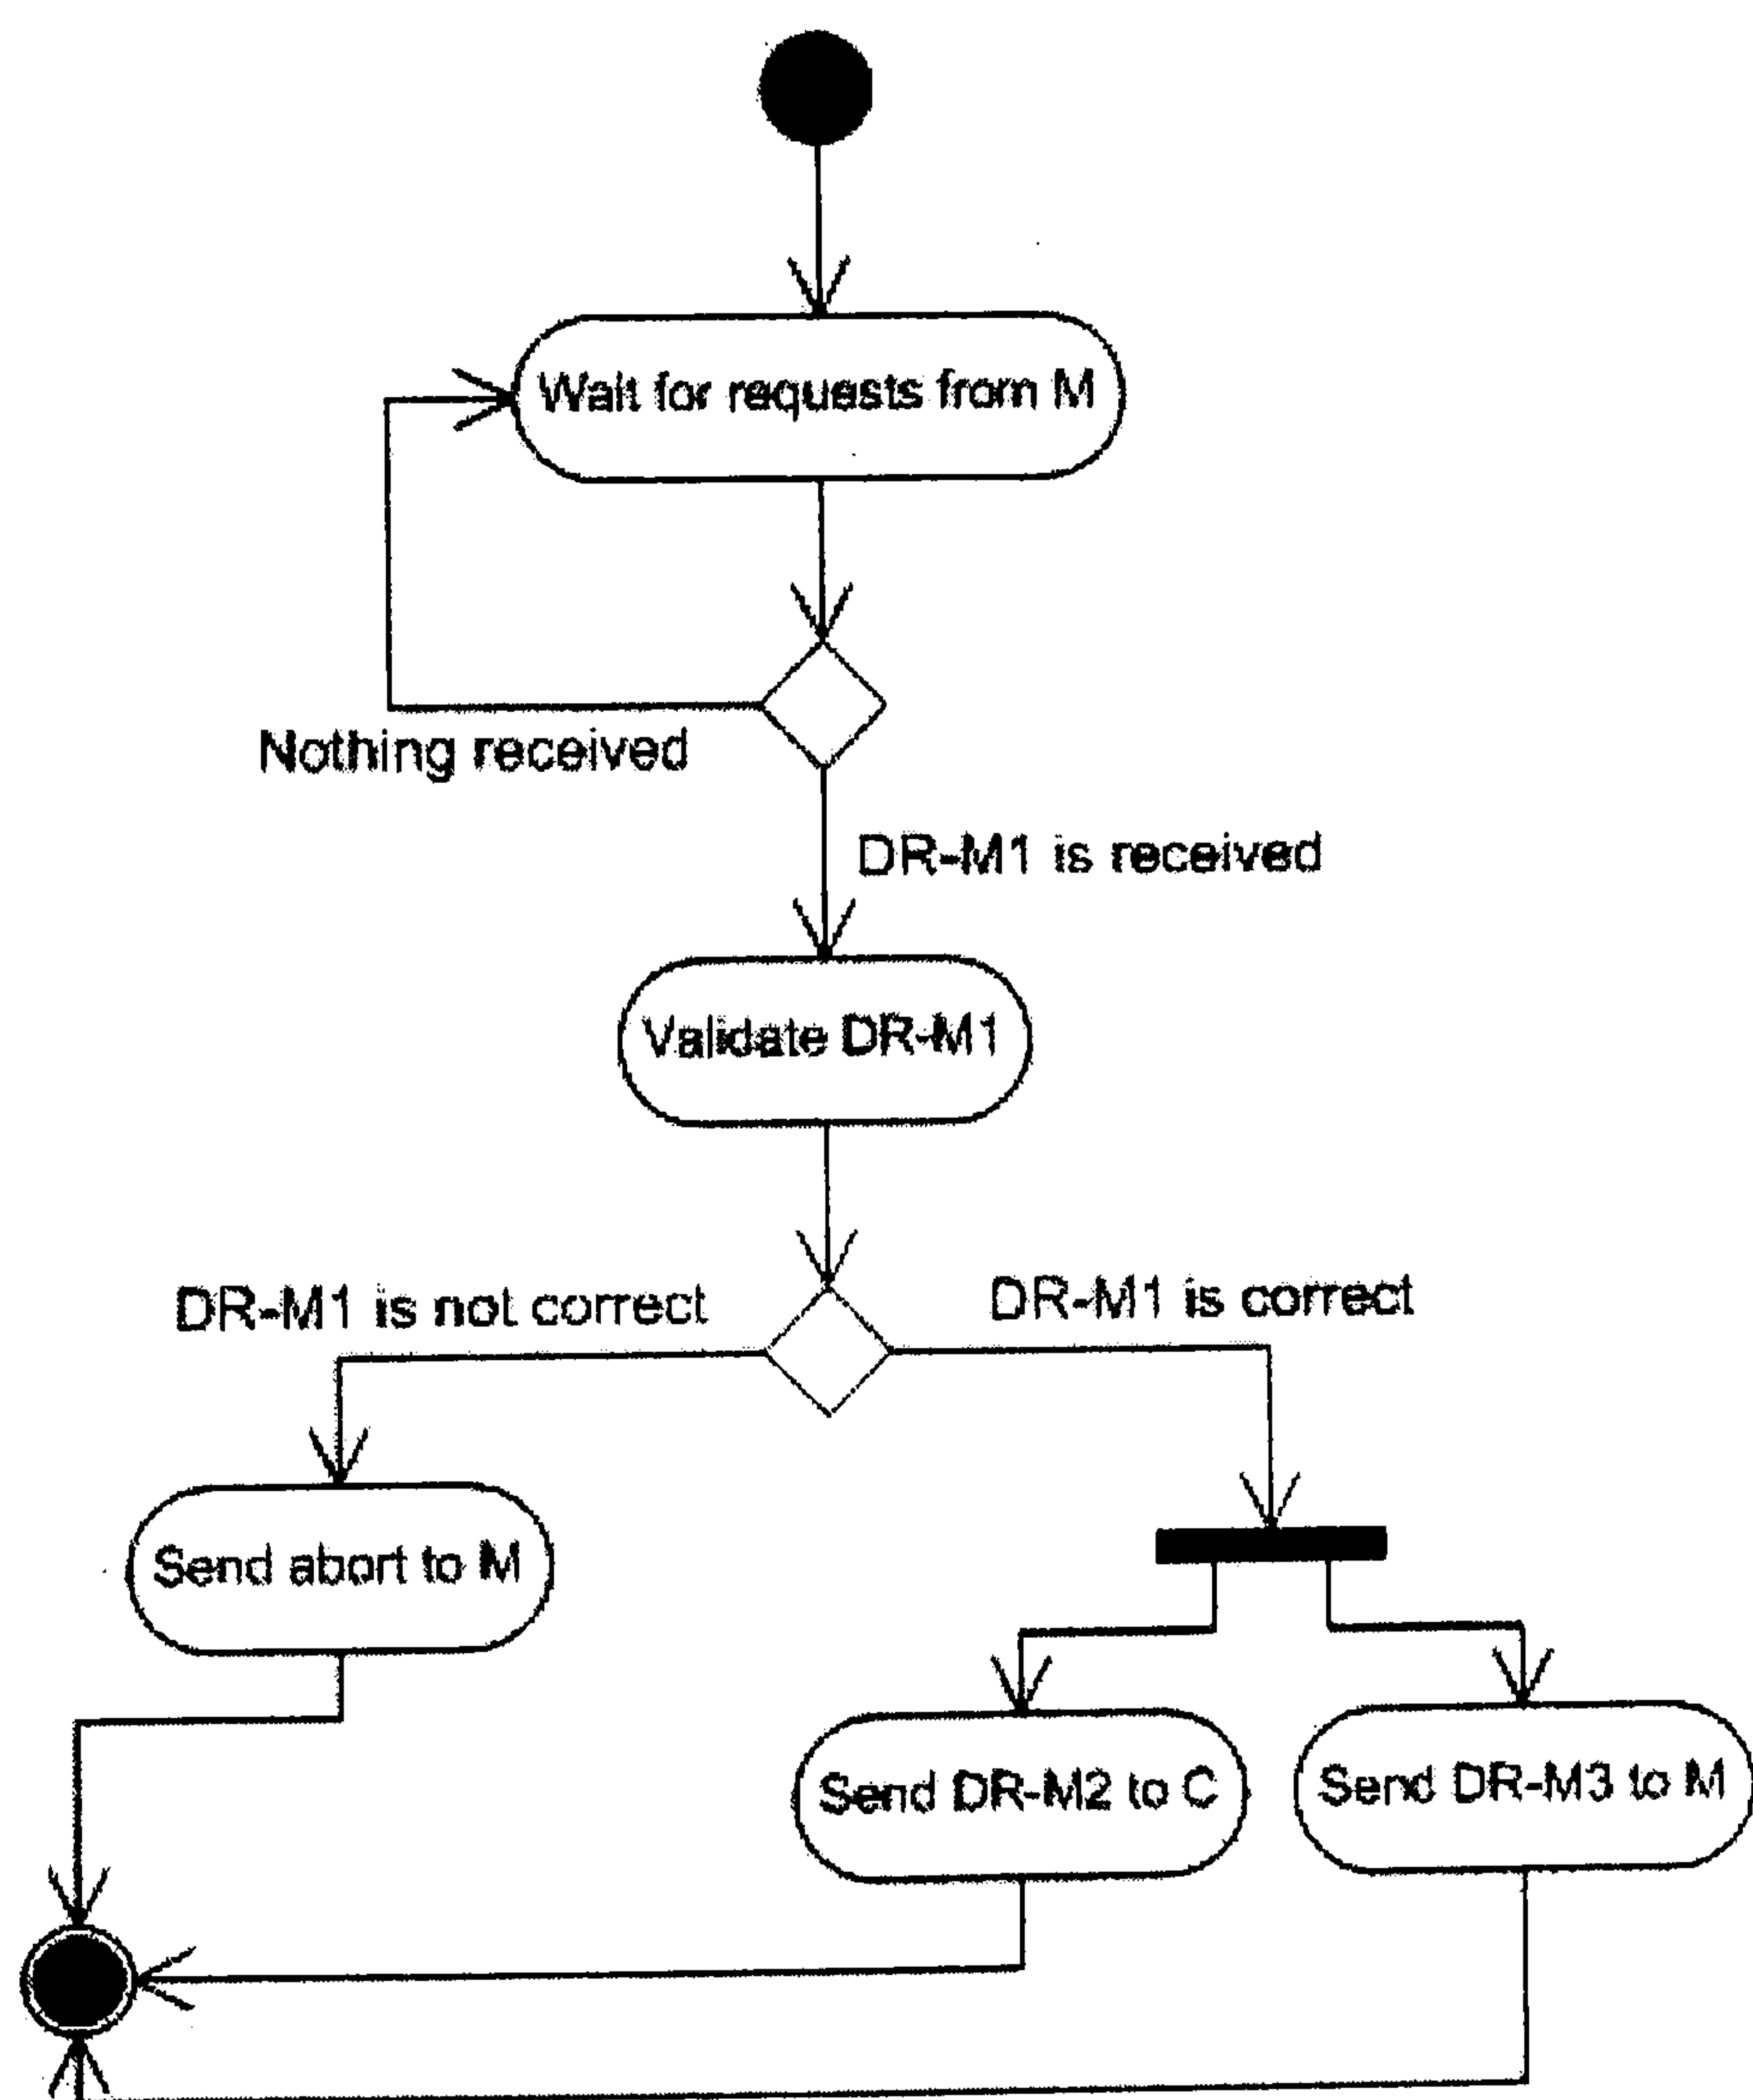 Wait for requests from M
Nothing received
DR-M1 is received
Validate DR-M1
DR-M1 is not correct
DR-M1 is correct
Send abort to M
Send DR-M2 to C
Send DR-M3 to M